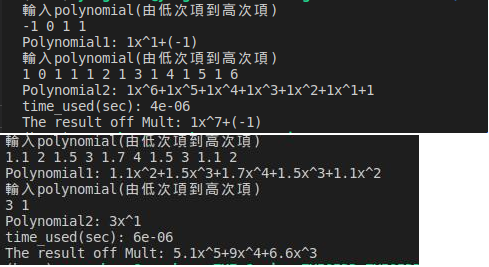 輸入polynomial(由低次項到高次項)
-1 0 1 1
Polynomial1: 1x^1+(-1)
輸入polynomial(由低次項到高次項)
1 0 1 1 1 2 1 3 1 4 1 5 1 6
Polynomial2: 1x^6+1x^5+1x^4+1x^3+1x^2+1x^1+1
time_used(sec): 4e-06
The result off Mult: 1x^7+(-1)
輸入polynomial(由低次項到高次項)
1.1 2 1.5 3 1.7 4 1.5 3 1.1 2
Polynomial1: 1.1x^2+1.5x^3+1.7x^4+1.5x^3+1.1x^2
輸入polynomial(由低次項到高次項)
3 1
Polynomial2: 3x^1
time_used(sec): 6e-06
The result off Mult: 5.1x^5+9x^4+6.6x^3